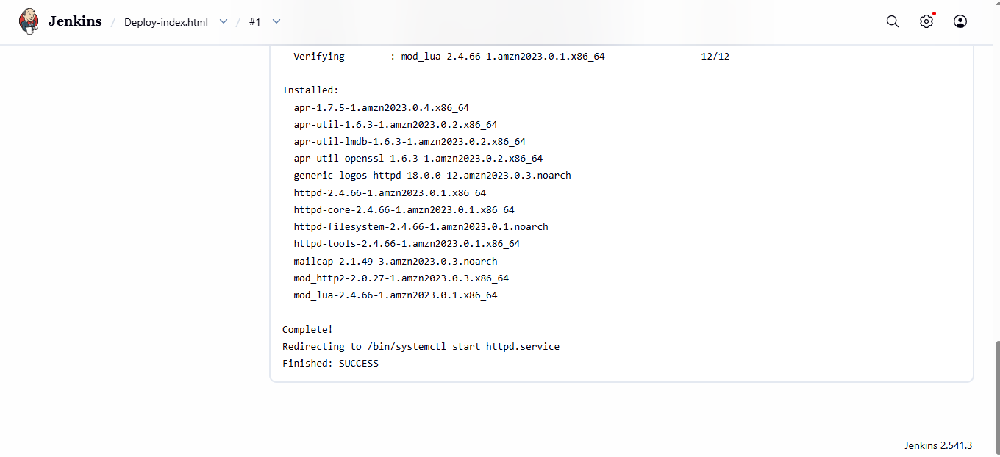 Jenkins / Deploy-index.html / #1
Verifying : mod_lua-2.4.66-1.amzn2023.0.1.x86_64 12/12
Installed:
apr-1.7.5-1.amzn2023.0.4.x86_64
apr-util-1.6.3-1.amzn2023.0.2.x86_64
apr-util-lmdb-1.6.3-1.amzn2023.0.2.x86_64
apr-util-openssl-1.6.3-1.amzn2023.0.2.x86_64
generic-logos-httpd-18.0.0-12.amzn2023.0.3.noarch
httpd-2.4.66-1.amzn2023.0.1.x86_64
httpd-core-2.4.66-1.amzn2023.0.1.x86_64
httpd-filesystem-2.4.66-1.amzn2023.0.1.noarch
httpd-tools-2.4.66-1.amzn2023.0.1.x86_64
mailcap-2.1.49-3.amzn2023.0.3.noarch
mod_http2-2.0.27-1.amzn2023.0.3.x86_64
mod_lua-2.4.66-1.amzn2023.0.1.x86_64
Complete!
Redirecting to /bin/systemctl start httpd.service
Finished: SUCCESS
Jenkins 2.541.3